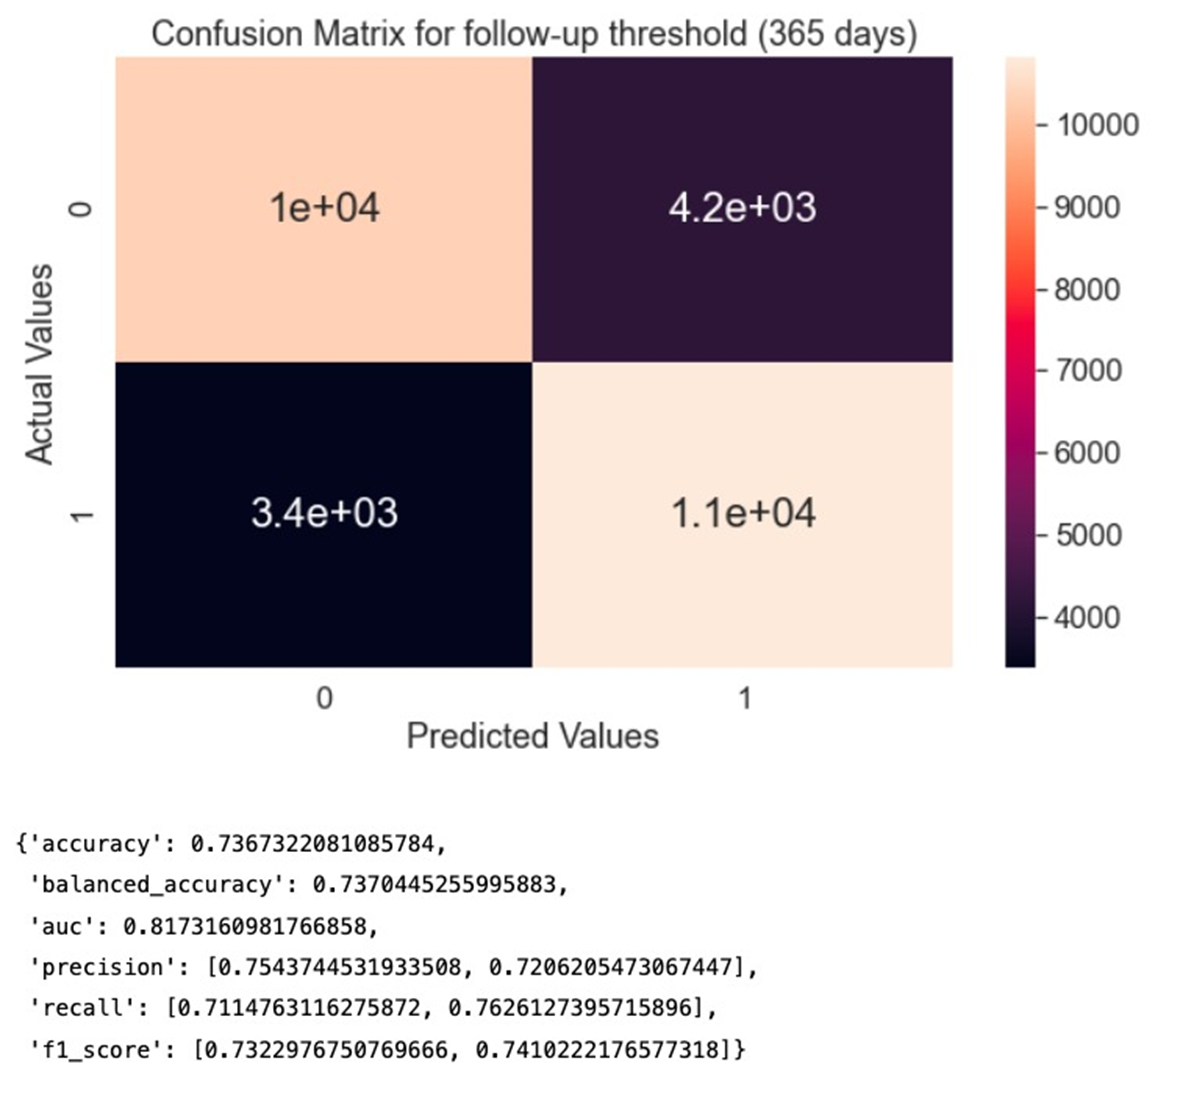 Confusion Matrix for follow-up threshold (365 days)
0
1e+04
4.2e+03
1
3.4e+03
1.1e+04
Actual Values
0
1
Predicted Values
10000
9000
8000
7000
6000
5000
4000
{'accuracy': 0.7367322081085784,
'balanced_accuracy': 0.7370445255995883,
'auc': 0.8173160981766858,
'precision': [0.7543744531933508, 0.7206205473067447],
'recall': [0.7114763116275872, 0.7626127395715896],
'f1_score': [0.7322976750769666, 0.7410222176577318]}